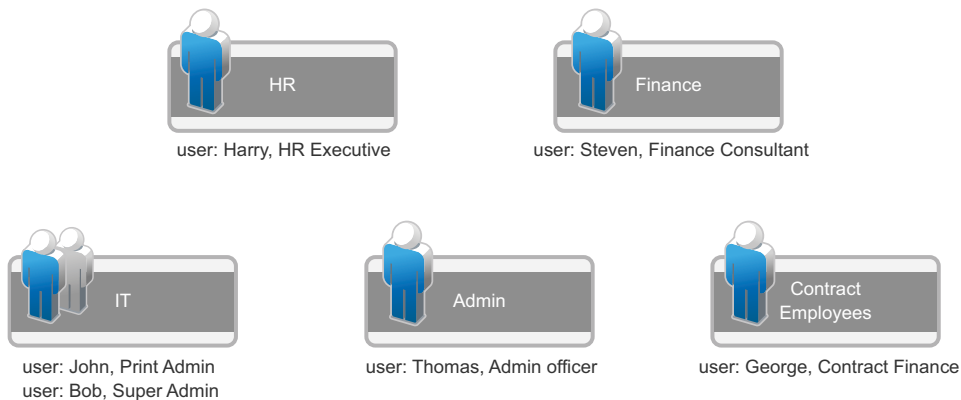 HR
Finance
user: Harry, HR Executive
user: Steven, Finance Consultant
IT
Admin
Contract
Employees
user: John, Print Admin
user: Bob, Super Admin
user: Thomas, Admin officer
user: George, Contract Finance